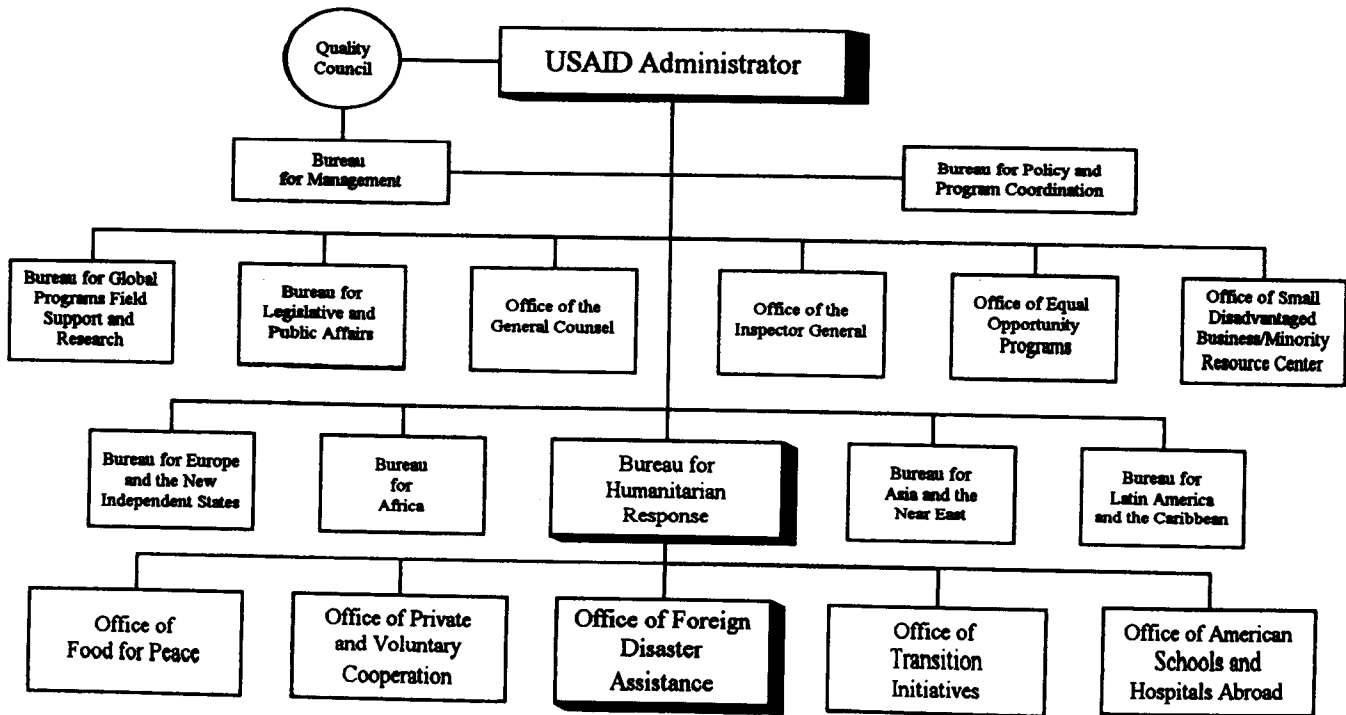 Quality
Council
USAID Administrator
Bureau
for Management
Bureau for Policy and
Program Coordination
Bureau for Global
Programs Field
Support and
Research
Bureau for
Legislative and
Public Affairs
Office of the
General Counsel
Office of the
Inspector General
Office of Equal
Opportunity
Programs
Office of Small
Disadvantaged
Business/Minority
Resource Center
Bureau for Europe
and the New
Independent States
Bureau
for
Africa
Bureau for
Humanitarian
Response
Bureau for
Asia and the
Near East
Bureau for
Latin America
and the Caribbean
Office of
Food for Peace
Office of Private
and Voluntary
Cooperation
Office of Foreign
Disaster
Assistance
Office of
Transition
Initiatives
Office of American
Schools and
Hospitals Abroad